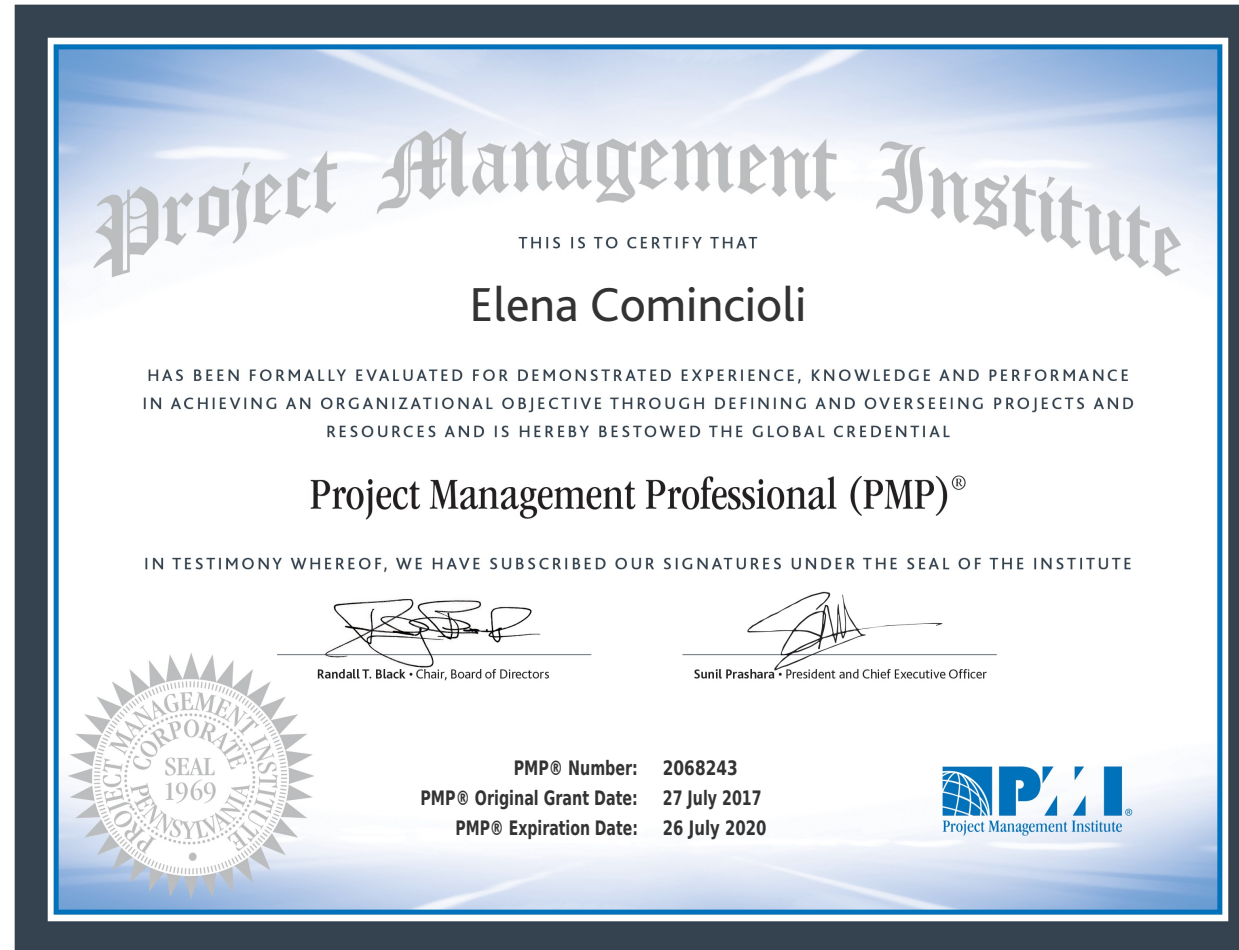 Project Management Institute
THIS IS TO CERTIFY THAT
Elena Comincioli
HAS BEEN FORMALLY EVALUATED FOR DEMONSTRATED EXPERIENCE, KNOWLEDGE AND PERFORMANCE
IN ACHIEVING AN ORGANIZATIONAL OBJECTIVE THROUGH DEFINING AND OVERSEEING PROJECTS AND
RESOURCES AND IS HEREBY BESTOWED THE GLOBAL CREDENTIAL
Project Management Professional (PMP)®
IN TESTIMONY WHEREOF, WE HAVE SUBSCRIBED OUR SIGNATURES UNDER THE SEAL OF THE INSTITUTE
Randall T. Black • Chair, Board of Directors
Sunil Prashara • President and Chief Executive Officer
PROJECT MANAGEMENT INSTITUTE
CORPORATE
SEAL
1969
PENNSYLVANIA
PMP® Number: 2068243
PMP® Original Grant Date: 27 July 2017
PMP® Expiration Date: 26 July 2020
PMI®
Project Management Institute